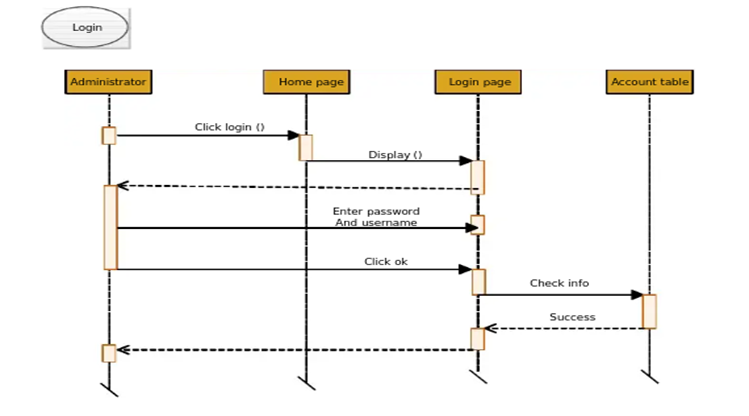 Login
Administrator
Home page
Login page
Account table
Click login ()
Display ()
Enter password
And username
Click ok
Check info
Success